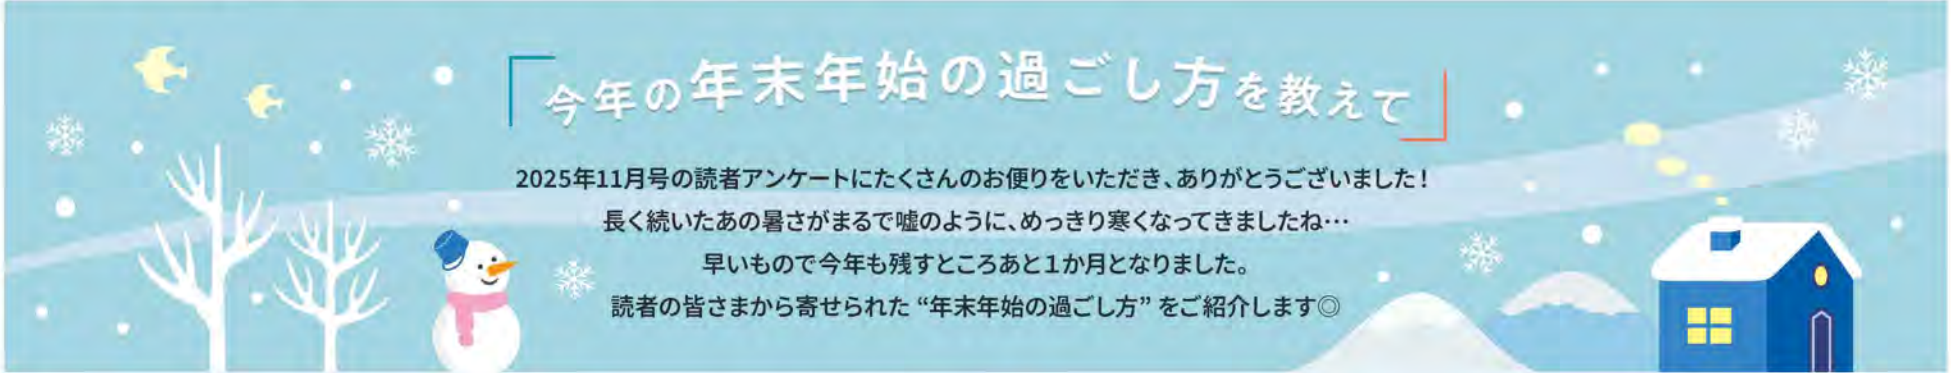 「今年の年末年始の過ごし方を教えて」
2025年11月号の読者アンケートにたくさんのお便りをいただき、ありがとうございました！
長く続いたあの暑さがまるで嘘のように、めっきり寒くなってきましたね…
早いもので今年も残すところあと１か月となりました。
読者の皆さまから寄せられた “年末年始の過ごし方” をご紹介します◎